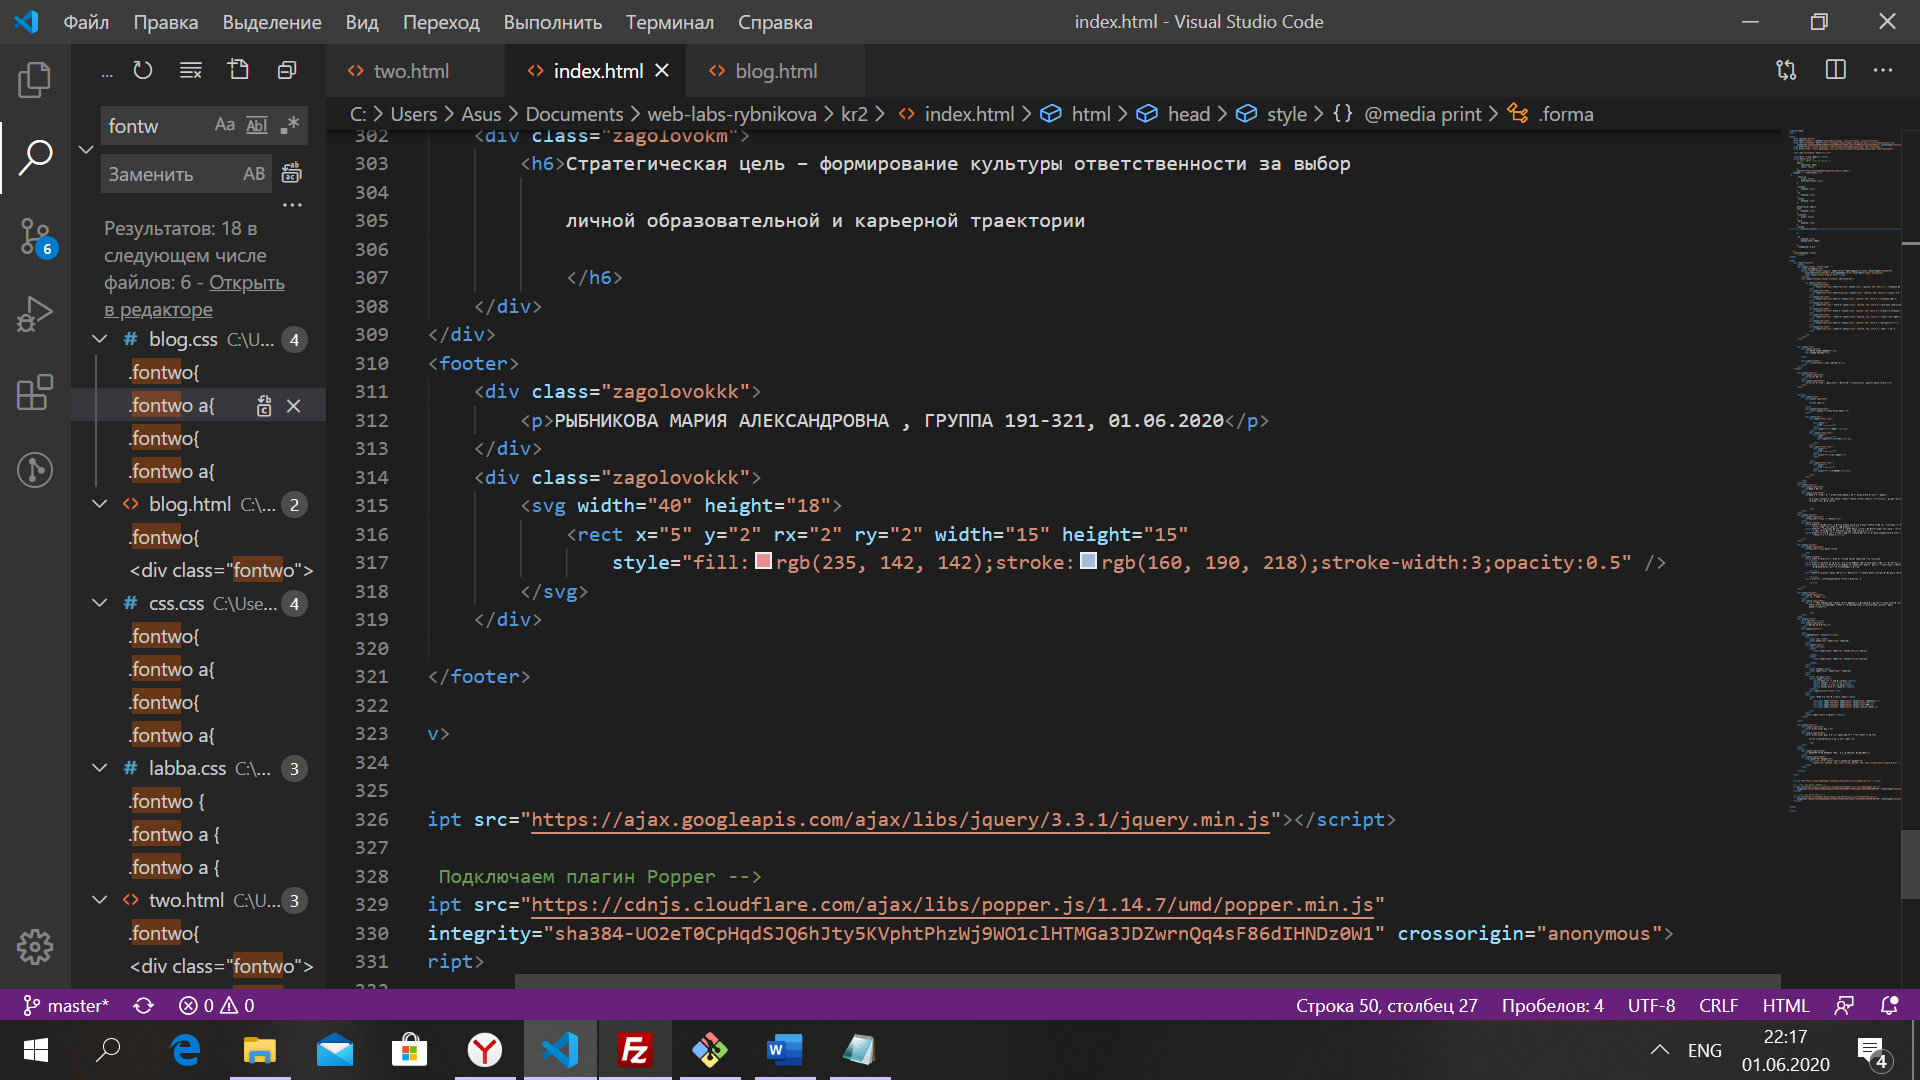 Файл Правка Выделение Вид Переход Выполнить Терминал Справка
index.html - Visual Studio Code
two.html
index.html
blog.html
C: > Users > Asus > Documents > web-labs-rybnikova > kr2 > index.html > html > head > style > {} @media print > .forma
fontw
Aa Abl .*
Заменить
AB
...
Результатов: 18 в
следующем числе
файлов: 6 - Открыть
в редакторе
# blog.css C:\U... 4
.fontwo{
.fontwo a{
.fontwo{
.fontwo a{
blog.html C:\... 2
.fontwo{
<div class="fontwo">
# css.css C:\Use... 4
.fontwo{
.fontwo a{
.fontwo{
.fontwo a{
# labba.css C:\... 3
.fontwo {
.fontwo a {
.fontwo a {
two.html C:\U... 3
.fontwo{
<div class="fontwo">
6
302 <div class="zagolovokm">
303 <h6>Стратегическая цель – формирование культуры ответственности за выбор
304
305 личной образовательной и карьерной траектории
306
307 </h6>
308 </div>
309 </div>
310 <footer>
311 <div class="zagolovokkk">
312 <p>РЫБНИКОВА МАРИЯ АЛЕКСАНДРОВНА , ГРУППА 191-321, 01.06.2020</p>
313 </div>
314 <div class="zagolovokkk">
315 <svg width="40" height="18">
316 <rect x="5" y="2" rx="2" ry="2" width="15" height="15"
317 style="fill:rgb(235, 142, 142);stroke:rgb(160, 190, 218);stroke-width:3;opacity:0.5" />
318 </svg>
319 </div>
320
321 </footer>
322
323 v>
324
325
326 ipt src="https://ajax.googleapis.com/ajax/libs/jquery/3.3.1/jquery.min.js"></script>
327
328 Подключаем плагин Popper -->
329 ipt src="https://cdnjs.cloudflare.com/ajax/libs/popper.js/1.14.7/umd/popper.min.js"
330 integrity="sha384-UO2eT0CpHqdSJQ6hJty5KVphtPhzWj9WO1clHTMGa3JDZwrnQq4sF86dIHNDz0W1" crossorigin="anonymous">
331 ript>
master*
0 0
Строка 50, столбец 27 Пробелов: 4 UTF-8 CRLF HTML
ENG
22:17
01.06.2020
4